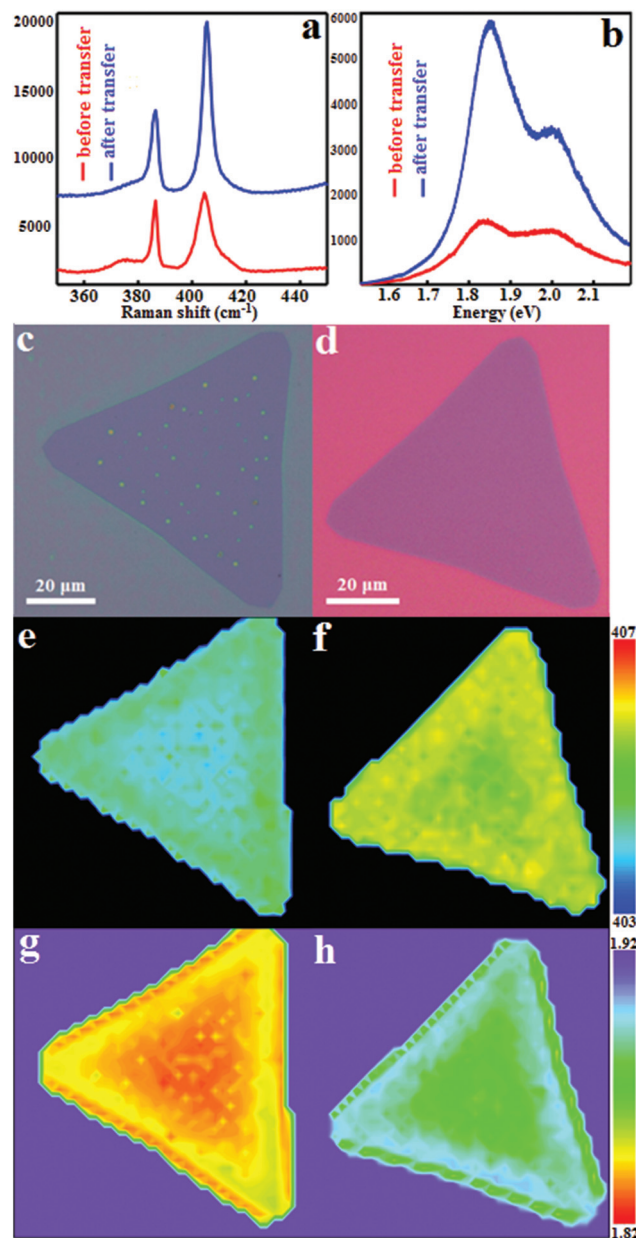 a
20000
15000
10000
5000
before transfer
after transfer
360 380 400 420 440
Raman shift (cm-1)
b
6000
5000
4000
3000
2000
1000
before transfer
after transfer
1.6 1.7 1.8 1.9 2.0 2.1
Energy (eV)
c
20 μm
d
20 μm
e
f
407
403
g
h
1.92
1.82